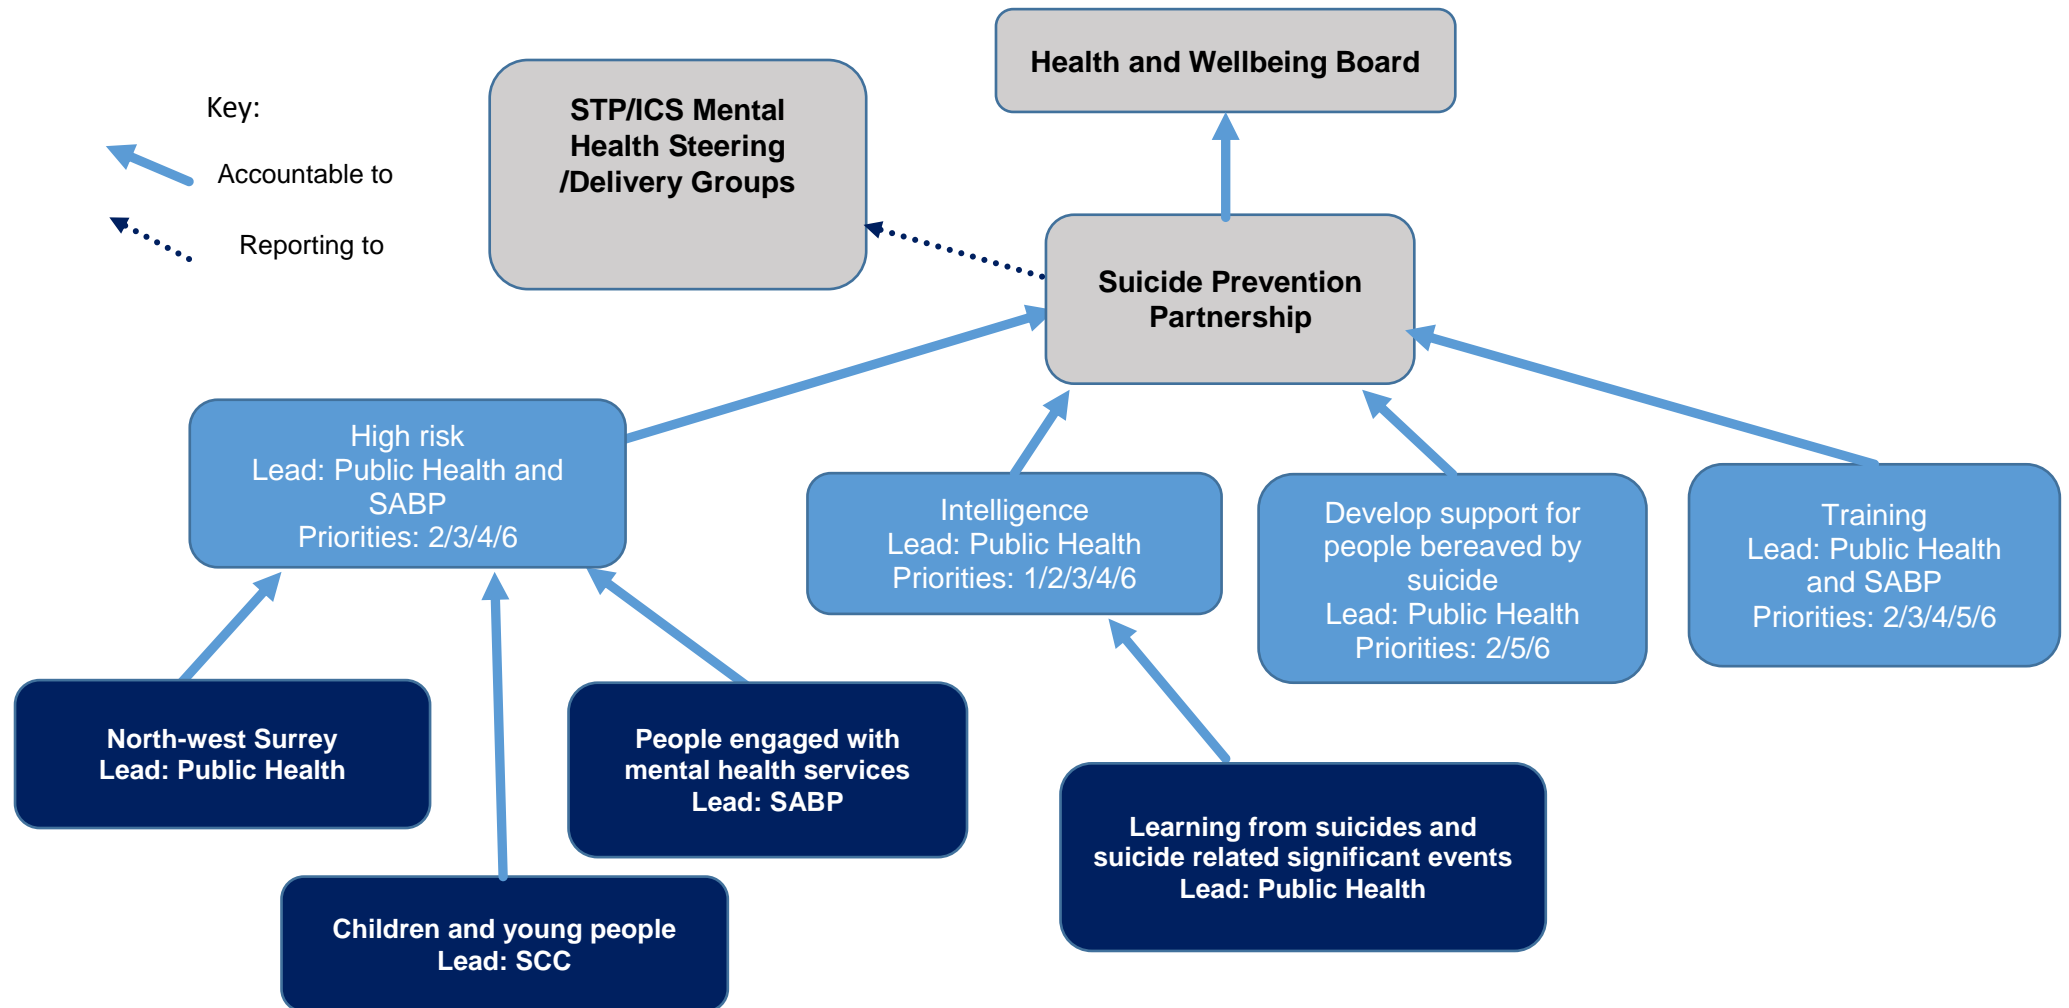 Health and Wellbeing Board
STP/ICS Mental
Health Steering
/Delivery Groups
Key:
Accountable to
Reporting to
Suicide Prevention
Partnership
High risk
Lead: Public Health and
SABP
Priorities: 2/3/4/6
Intelligence
Lead: Public Health
Priorities: 1/2/3/4/6
Develop support for
people bereaved by
suicide
Lead: Public Health
Priorities: 2/5/6
Training
Lead: Public Health
and SABP
Priorities: 2/3/4/5/6
North-west Surrey
Lead: Public Health
People engaged with
mental health services
Lead: SABP
Learning from suicides and
suicide related significant events
Lead: Public Health
Children and young people
Lead: SCC